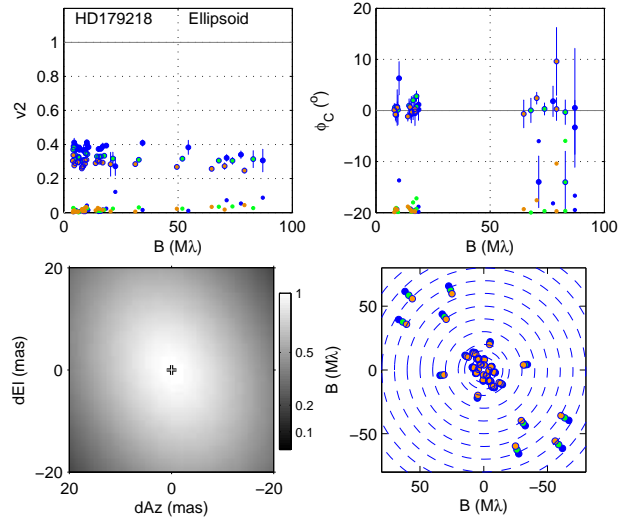 HD179218 Ellipsoid
v2
1
0.8
0.6
0.4
0.2
0
0 50 100
B (Mλ)
ϕC (°)
20
10
0
−10
−20
0 50 100
B (Mλ)
dEl (mas)
20
0
−20
20 0 −20
dAz (mas)
1
0.5
0.2
0.1
B (Mλ)
50
0
−50
50 0 −50
B (Mλ)